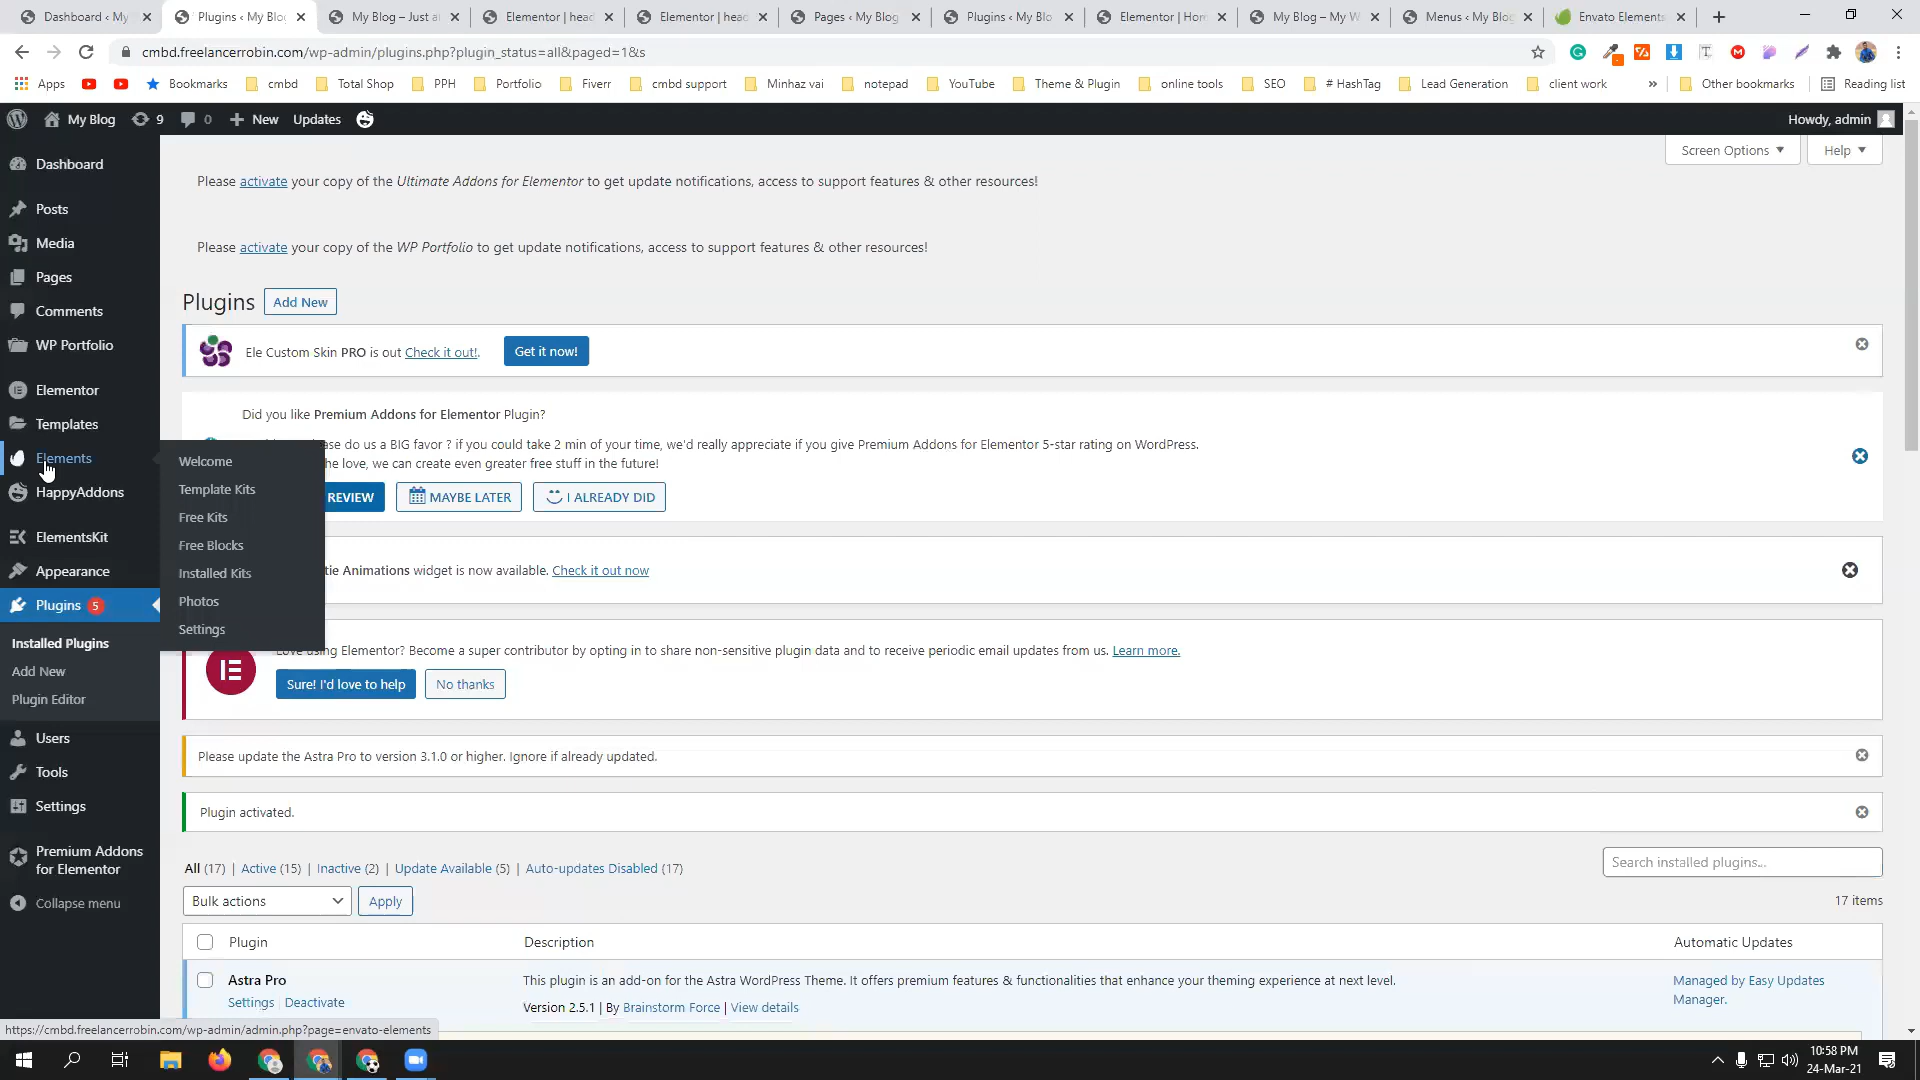 Dashboard ‹ My
Plugins ‹ My Blo
My Blog – Just a
Elementor | head
Elementor | head
Pages ‹ My Blog
Plugins ‹ My Blo
Elementor | Hor
My Blog – My W
Menus ‹ My Blo
Envato Elements
cmbd.freelancerrobin.com/wp-admin/plugins.php?plugin_status=all&paged=1&s
Apps
Bookmarks
cmbd
Total Shop
PPH
Portfolio
Fiverr
cmbd support
Minhaz vai
notepad
YouTube
Theme & Plugin
online tools
SEO
# HashTag
Lead Generation
client work
»
Other bookmarks
Reading list
My Blog
9
0
New
Updates
Howdy, admin
Dashboard
Posts
Media
Pages
Comments
WP Portfolio
Elementor
Templates
Elements
HappyAddons
ElementsKit
Appearance
Plugins 5
Installed Plugins
Add New
Plugin Editor
Users
Tools
Settings
Premium Addons
for Elementor
Collapse menu
Welcome
Template Kits
Free Kits
Free Blocks
Installed Kits
Photos
Settings
Screen Options
Help
Please activate your copy of the Ultimate Addons for Elementor to get update notifications, access to support features & other resources!
Please activate your copy of the WP Portfolio to get update notifications, access to support features & other resources!
Plugins
Add New
Ele Custom Skin PRO is out Check it out!.
Get it now!
Did you like Premium Addons for Elementor Plugin?
ase do us a BIG favor ? if you could take 2 min of your time, we'd really appreciate if you give Premium Addons for Elementor 5-star rating on WordPress.
he love, we can create even greater free stuff in the future!
REVIEW
MAYBE LATER
I ALREADY DID
tie Animations widget is now available. Check it out now
Love using Elementor? Become a super contributor by opting in to share non-sensitive plugin data and to receive periodic email updates from us. Learn more.
Sure! I'd love to help
No thanks
Please update the Astra Pro to version 3.1.0 or higher. Ignore if already updated.
Plugin activated.
All (17) | Active (15) | Inactive (2) | Update Available (5) | Auto-updates Disabled (17)
Search installed plugins...
Bulk actions
Apply
17 items
Plugin
Description
Automatic Updates
Astra Pro
Settings | Deactivate
This plugin is an add-on for the Astra WordPress Theme. It offers premium features & functionalities that enhance your theming experience at next level.
Version 2.5.1 | By Brainstorm Force | View details
Managed by Easy Updates
Manager.
https://cmbd.freelancerrobin.com/wp-admin/admin.php?page=envato-elements
10:58 PM
24-Mar-21